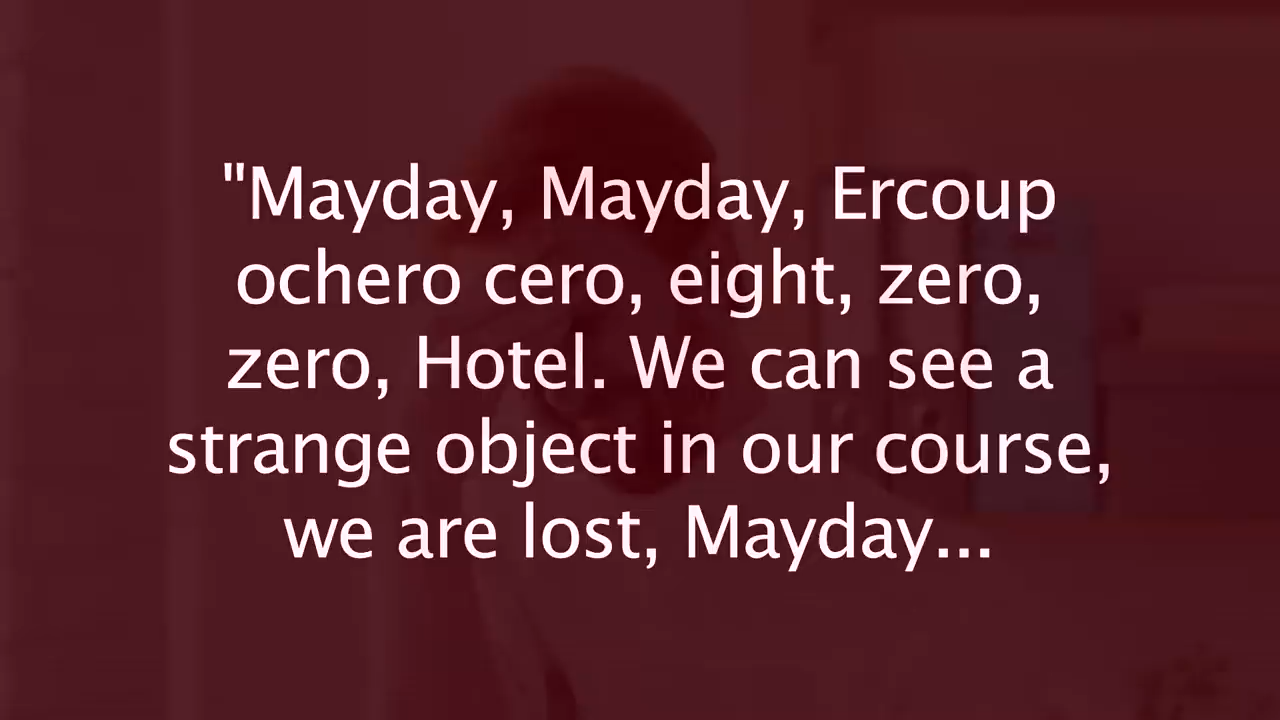 "Mayday, Mayday, Ercoup
ochero cero, eight, zero,
zero, Hotel. We can see a
strange object in our course,
we are lost, Mayday...